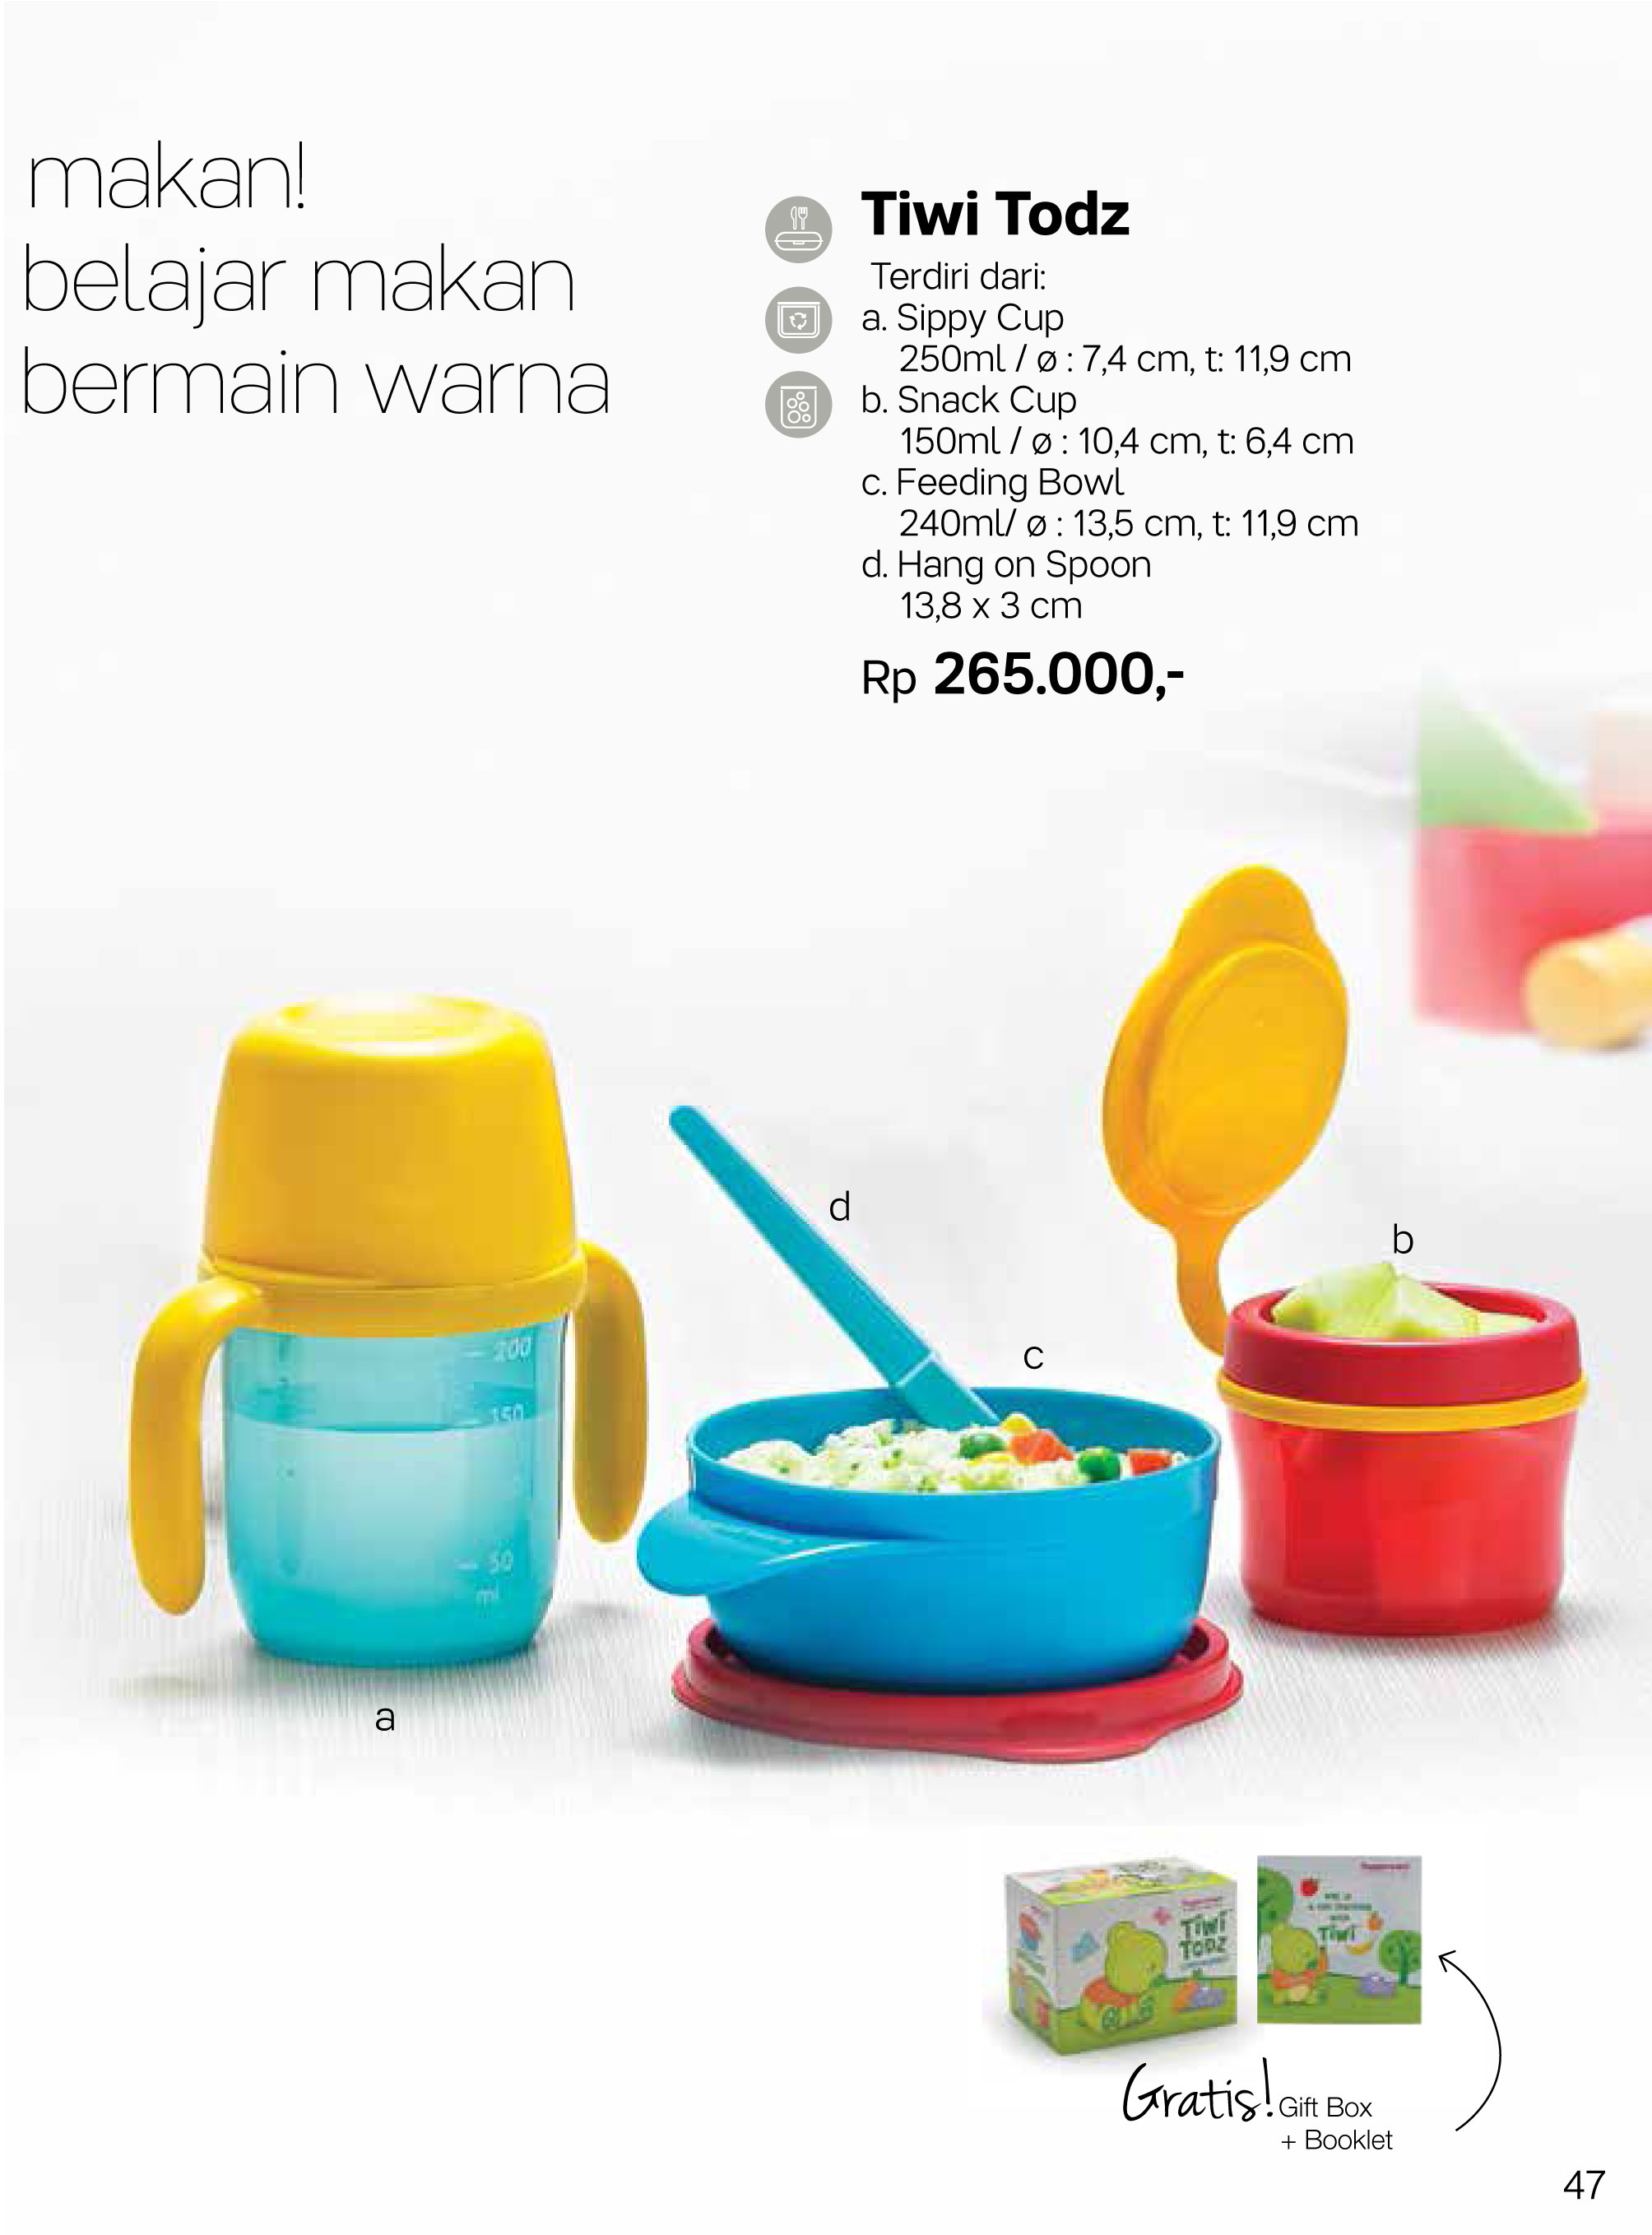 makan!
belajar makan
bermain warna
Tiwi Todz
Terdiri dari:
a. Sippy Cup
250ml / ø : 7,4 cm, t: 11,9 cm
b. Snack Cup
150ml / ø : 10,4 cm, t: 6,4 cm
c. Feeding Bowl
240ml/ ø : 13,5 cm, t: 11,9 cm
d. Hang on Spoon
13,8 x 3 cm
Rp 265.000,-
d
b
c
200
150
50
ml
a
TIWI
TODZ
with
TIWI
Gratis! Gift Box
+ Booklet
47